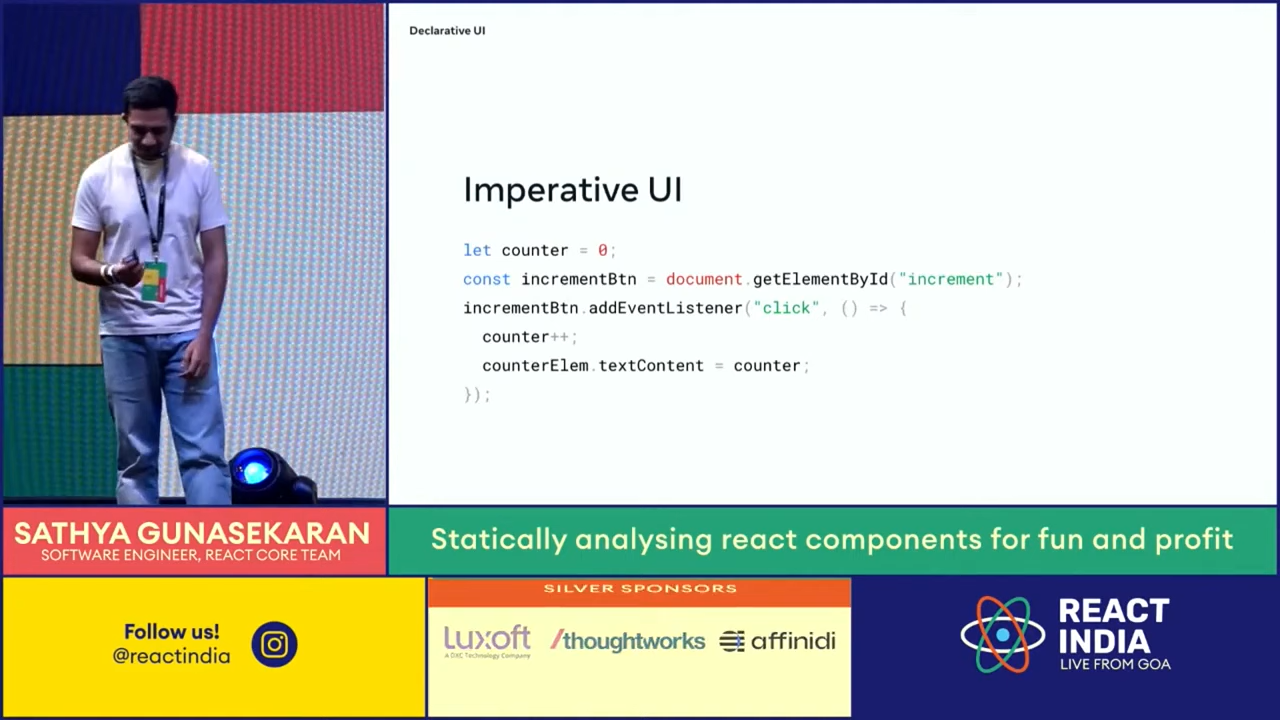 Declarative UI
Imperative UI
let counter = 0;
const incrementBtn = document.getElementById("increment");
incrementBtn.addEventListener("click", () => {
  counter++;
  counterElem.textContent = counter;
});
SATHYA GUNASEKARAN
SOFTWARE ENGINEER, REACT CORE TEAM
Statically analysing react components for fun and profit
Follow us!
@reactindia
SILVER SPONSORS
Luxoft
A DXC Technology Company
/thoughtworks
affinidi
REACT
INDIA
LIVE FROM GOA